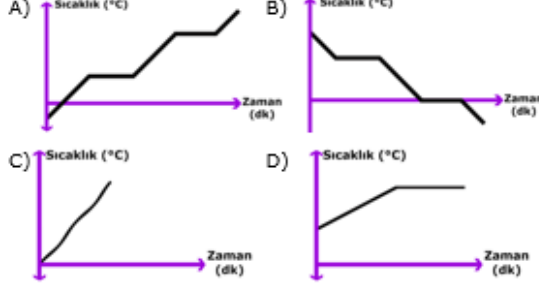 A) Sıcaklık (°C)
Zaman
(dk)
B) Sıcaklık (°C)
Zaman
(dk)
C) Sıcaklık (°C)
Zaman
(dk)
D) Sıcaklık (°C)
Zaman
(dk)